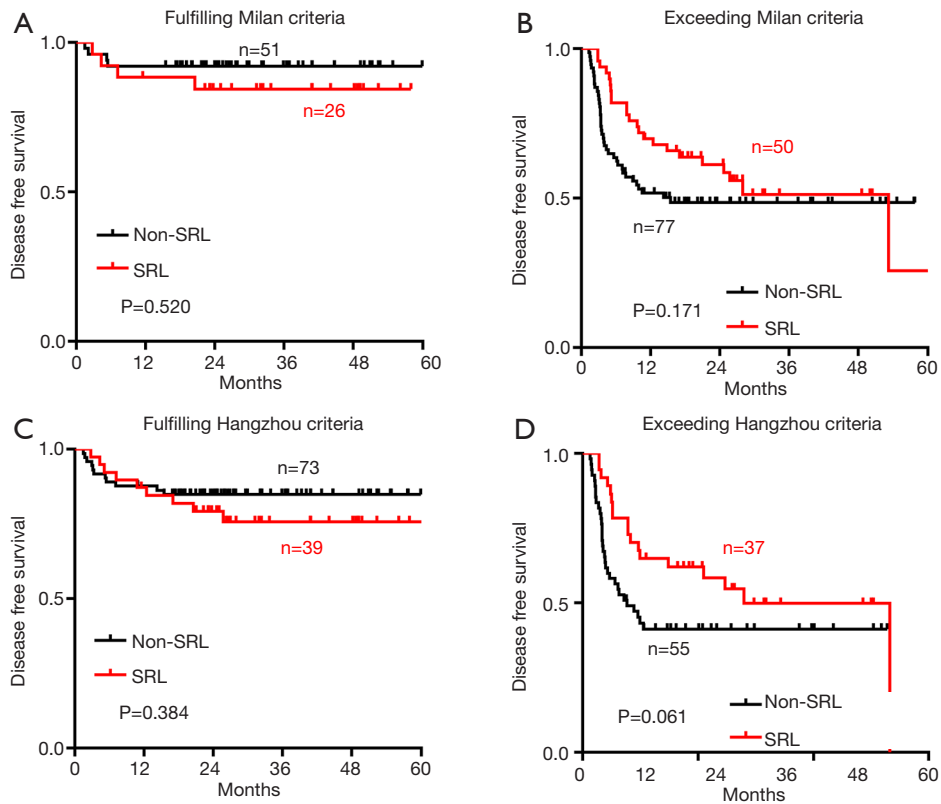 A
Fulfilling Milan criteria
1.0
n=51
n=26
0.5
Disease free survival
Non-SRL
SRL
P=0.520
0.0
0 12 24 36 48 60
Months
B
Exceeding Milan criteria
1.0
n=50
0.5
n=77
Disease free survival
Non-SRL
P=0.171
SRL
0.0
0 12 24 36 48 60
Months
C
Fulfilling Hangzhou criteria
1.0
n=73
n=39
0.5
Disease free survival
Non-SRL
SRL
P=0.384
0.0
0 12 24 36 48 60
Months
D
Exceeding Hangzhou criteria
1.0
n=37
0.5
n=55
Disease free survival
Non-SRL
P=0.061
SRL
0.0
0 12 24 36 48 60
Months